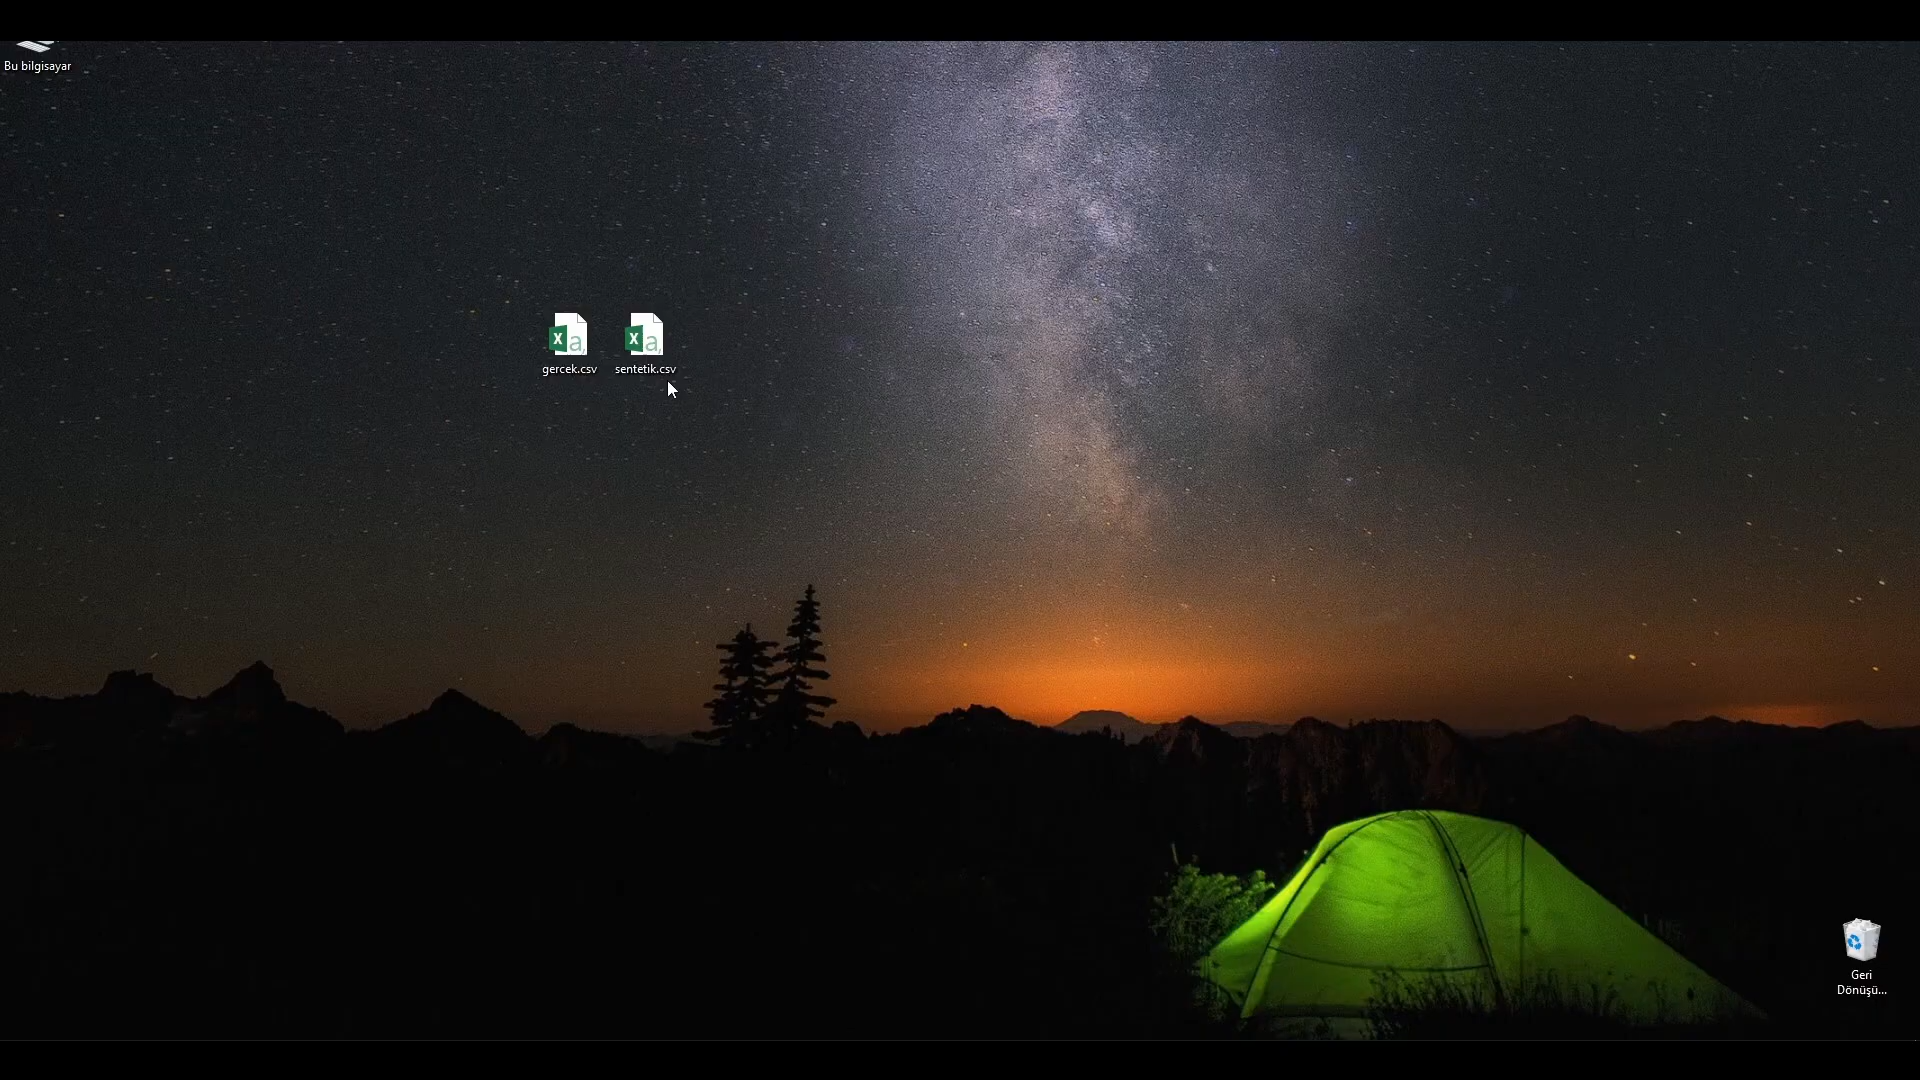 Bu bilgisayar
gercek.csv
sentetik.csv
Geri
Dönüşü...